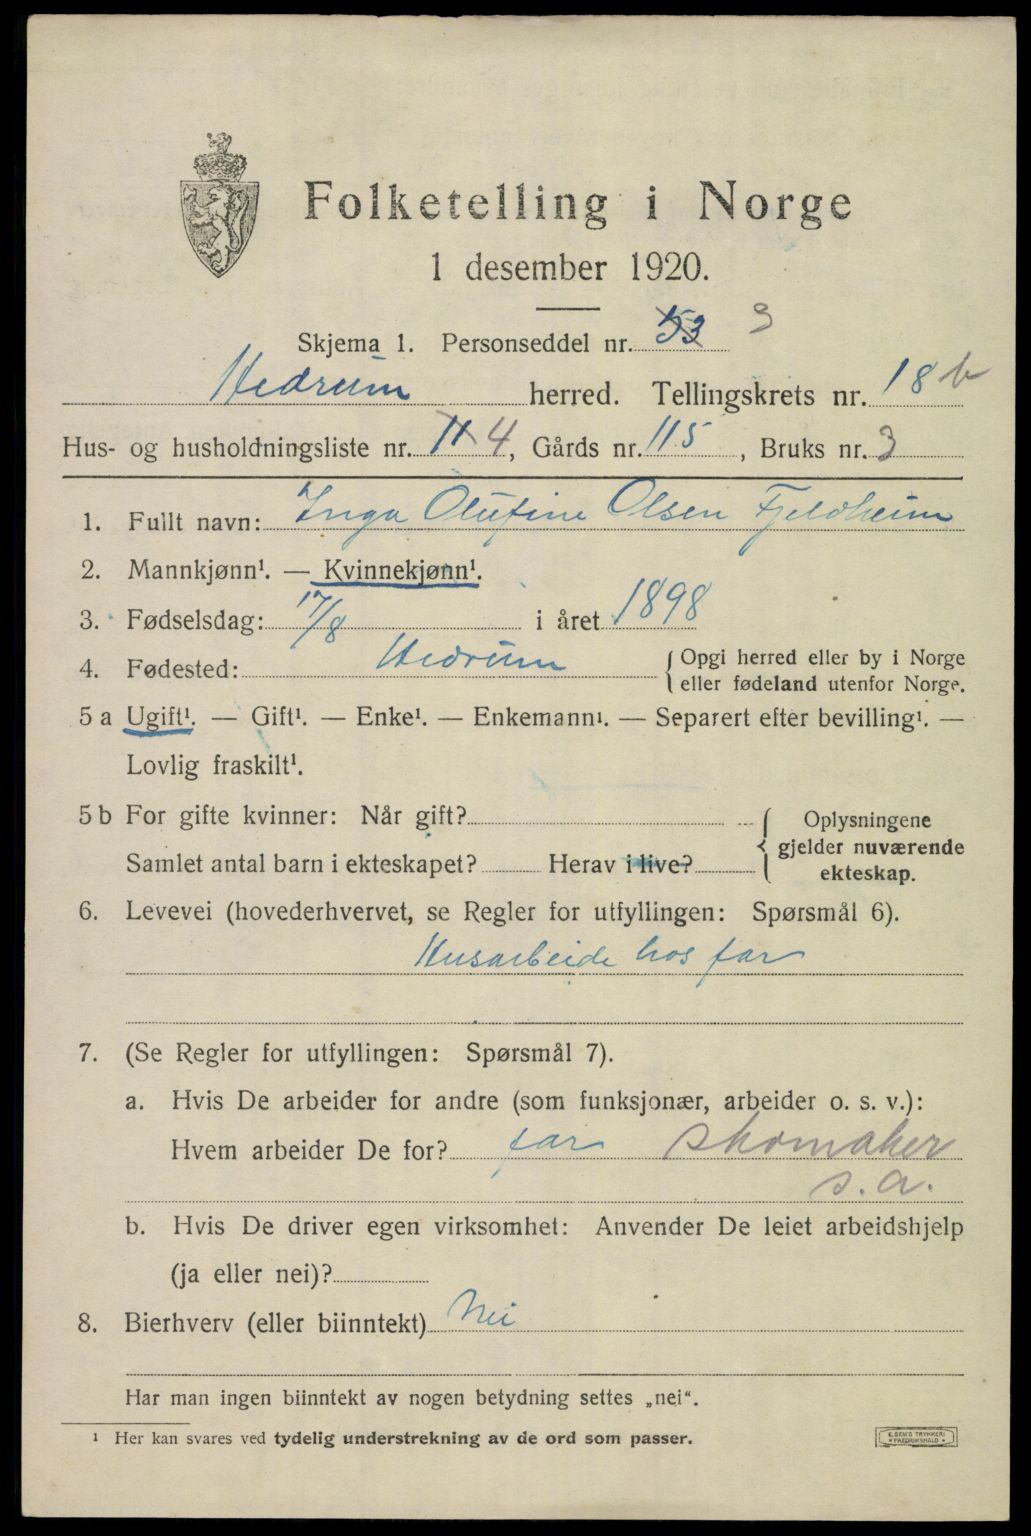 Folketelling i Norge
1 desember 1920.
Skjema 1. Personseddel nr. 53 3
Hedrum herred. Tellingskrets nr. 18 b
Hus- og husholdningsliste nr. 11 4, Gårds nr. 115, Bruks nr. 3
1. Fullt navn: Inga Olufine Olsen Fjeldheim
2. Mannkjønn¹. — Kvinnekjønn¹.
3. Fødselsdag: 17/8 i året 1898
4. Fødested: Hedrum { Opgi herred eller by i Norge
eller fødeland utenfor Norge.
5 a Ugift¹. — Gift¹. — Enke¹. — Enkemann¹. — Separert efter bevilling¹. —
Lovlig fraskilt¹.
5 b For gifte kvinner: Når gift? { Oplysningene
gjelder nuværende
Samlet antal barn i ekteskapet? Herav i live?
ekteskap.
6. Levevei (hovederhvervet, se Regler for utfyllingen: Spørsmål 6).
Husarbeide hos far
7. (Se Regler for utfyllingen: Spørsmål 7).
a. Hvis De arbeider for andre (som funksjonær, arbeider o. s. v.):
Hvem arbeider De for? far skomaker
s. a.
b. Hvis De driver egen virksomhet: Anvender De leiet arbeidshjelp
(ja eller nei)?
8. Bierhverv (eller biinntekt) Nei
Har man ingen biinntekt av nogen betydning settes „nei".
¹ Her kan svares ved tydelig understrekning av de ord som passer.
E. SEM'S TRYKKERI
FREDRIKSHALD